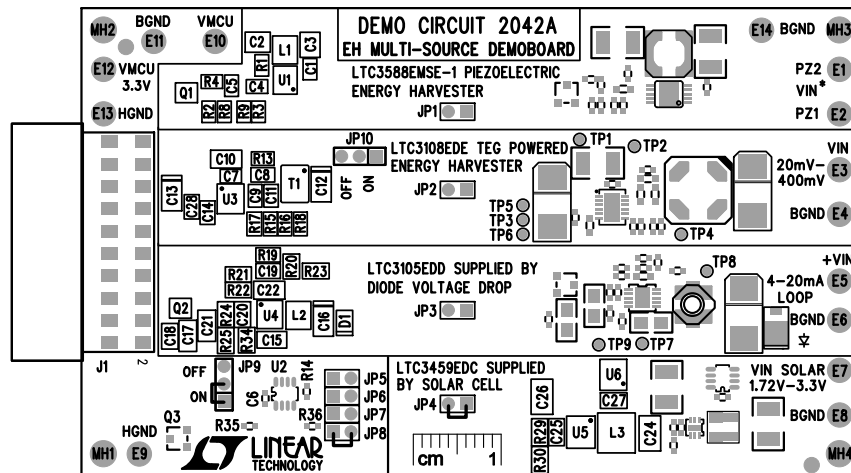 MH2
BGND
E11
VMCU
E10
C2
L1
C3
DEMO CIRCUIT 2042A
EH MULTI-SOURCE DEMOBOARD
E14 BGND
MH3
E12
VMCU
3.3V
R1
C1
R4
C5
C4
U1
Q1
LTC3588EMSE-1 PIEZOELECTRIC
ENERGY HARVESTER
PZ2
E1
VIN*
PZ1
E2
E13 HGND
R2
R8
R9
R3
JP1
JP10
OFF
ON
LTC3108EDE TEG POWERED
ENERGY HARVESTER
JP2
TP1
TP2
VIN
E3
20mV-
400mV
C10
R13
C7
C8
C13
C28
C14
U3
C9
C11
T1
C12
R17
R15
R16
R18
TP5
TP3
TP6
TP4
BGND E4
R19
R21
C19
R20
R23
R22
C22
LTC3105EDD SUPPLIED BY
DIODE VOLTAGE DROP
JP3
TP8
+VIN
E5
4-20mA
LOOP
BGND E6
Q2
C18
C17
C21
R24
C20
U4
L2
C16
D1
R25
R34
C15
TP9
TP7
J1
2
OFF
ON
JP9
U2
R14
C6
JP5
JP6
JP7
JP8
R36
R35
LTC3459EDC SUPPLIED
BY SOLAR CELL
JP4
U6
C27
C26
VIN SOLAR
1.72V-3.3V
E7
BGND E8
R29
C25
R30
U5
L3
C24
HGND
Q3
MH1
E9
LINEAR
TECHNOLOGY
cm 1
MH4